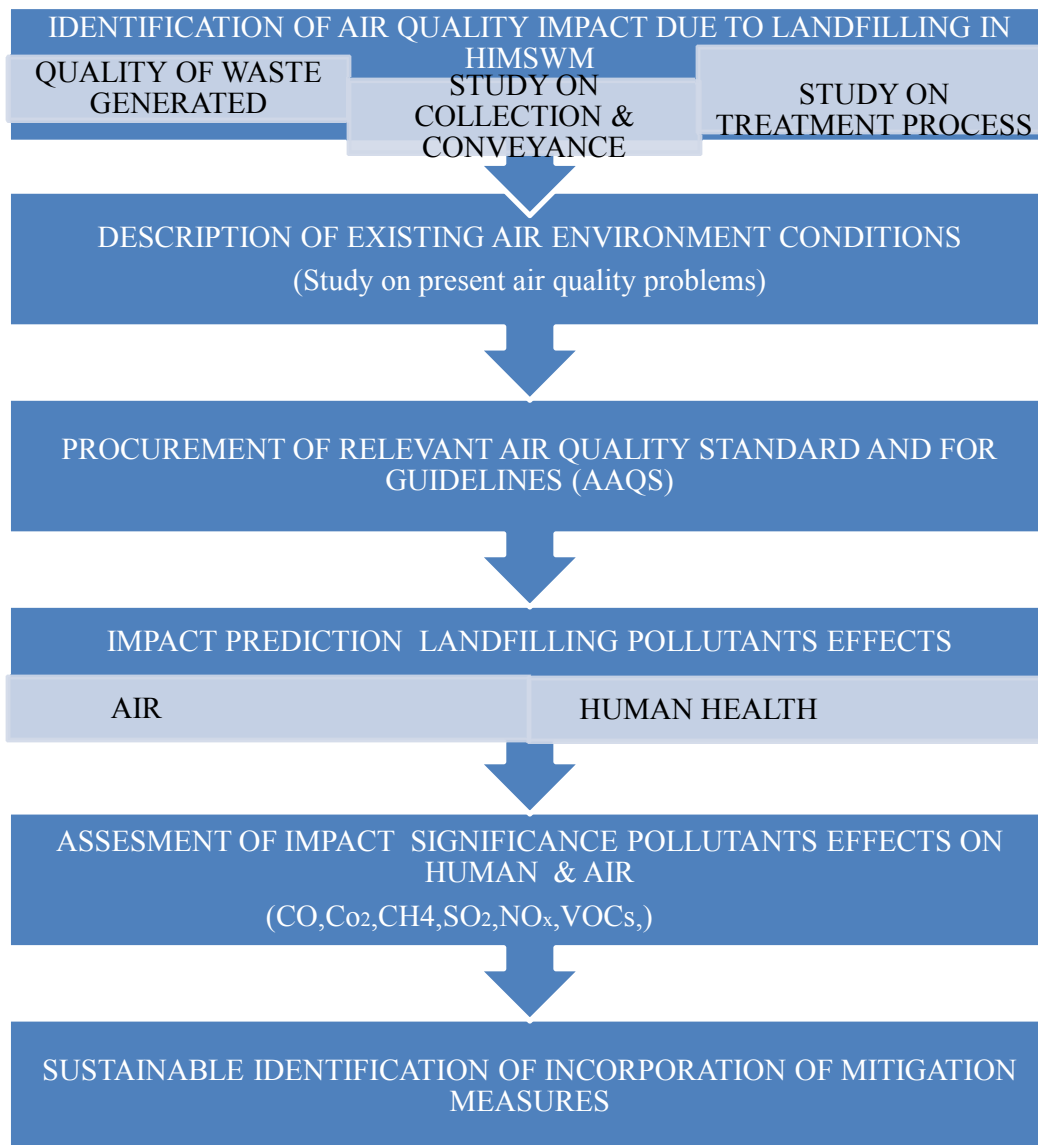 IDENTIFICATION OF AIR QUALITY IMPACT DUE TO LANDFILLING IN
HIMSWM
QUALITY OF WASTE
GENERATED
STUDY ON
COLLECTION &
CONVEYANCE
STUDY ON
TREATMENT PROCESS
DESCRIPTION OF EXISTING AIR ENVIRONMENT CONDITIONS
(Study on present air quality problems)
PROCUREMENT OF RELEVANT AIR QUALITY STANDARD AND FOR
GUIDELINES (AAQS)
IMPACT PREDICTION LANDFILLING POLLUTANTS EFFECTS
AIR
HUMAN HEALTH
ASSESMENT OF IMPACT SIGNIFICANCE POLLUTANTS EFFECTS ON
HUMAN & AIR
(CO,Co₂,CH4,SO₂,NOₓ,VOCs,)
SUSTAINABLE IDENTIFICATION OF INCORPORATION OF MITIGATION
MEASURES